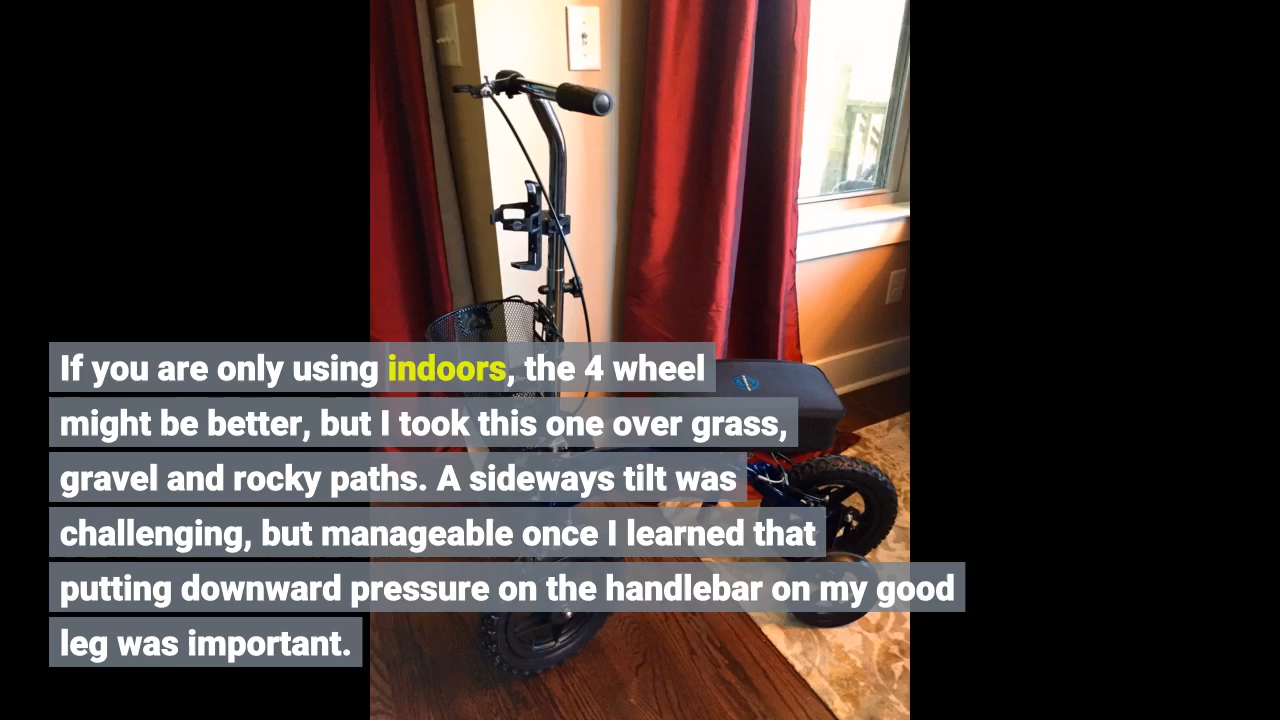 If you are only using indoors, the 4 wheel
might be better, but I took this one over grass,
gravel and rocky paths. A sideways tilt was
challenging, but manageable once I learned that
putting downward pressure on the handlebar on my good
leg was important.